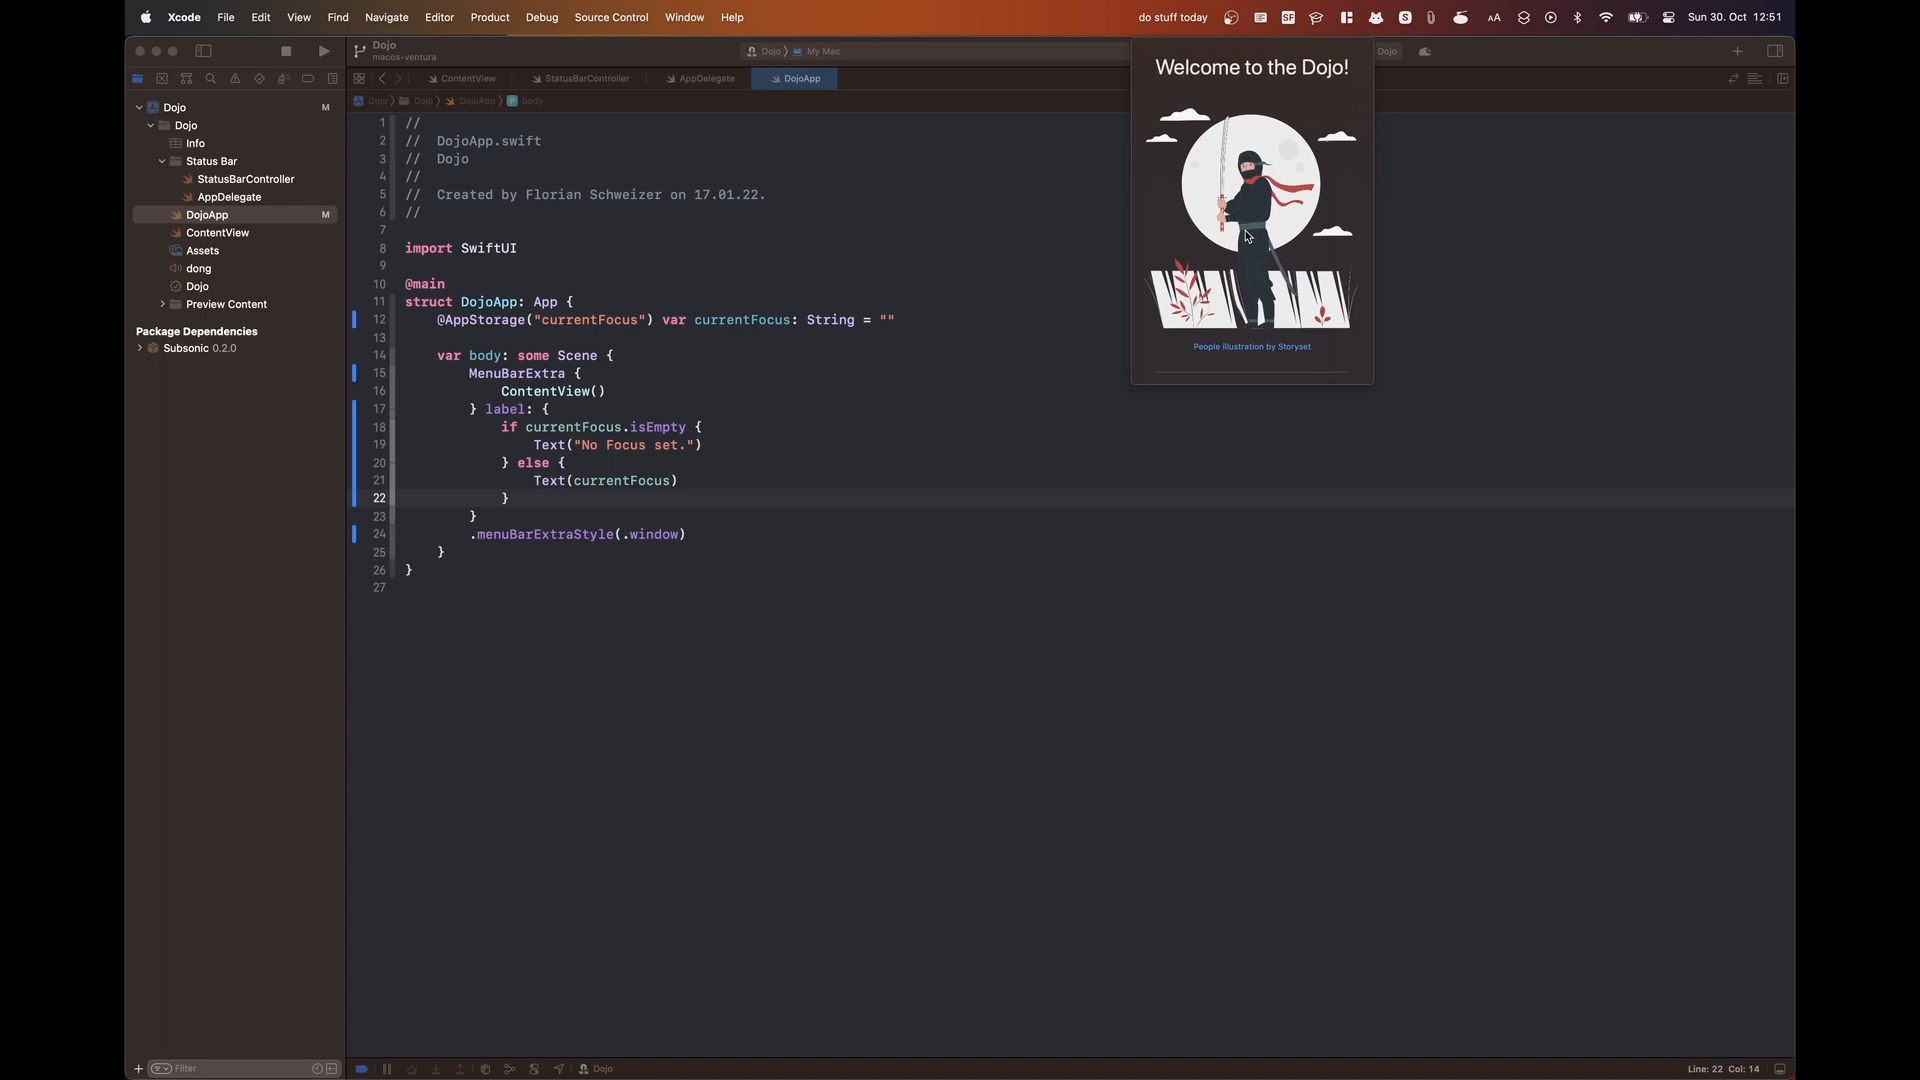 Xcode File Edit View Find Navigate Editor Product Debug Source Control Window Help do stuff today SF S AA Sun 30. Oct 12:51
Dojo
macos-ventura
Dojo 〉 My Mac
Dojo
ContentView StatusBarController AppDelegate DojoApp
Dojo 〉 Dojo 〉 DojoApp 〉 P body
Dojo M
Dojo
Info
Status Bar
StatusBarController
AppDelegate
DojoApp M
ContentView
Assets
dong
Dojo
Preview Content
Package Dependencies
Subsonic 0.2.0
1 //
2 // DojoApp.swift
3 // Dojo
4 //
5 // Created by Florian Schweizer on 17.01.22.
6 //
7
8 import SwiftUI
9
10 @main
11 struct DojoApp: App {
12 @AppStorage("currentFocus") var currentFocus: String = ""
13
14 var body: some Scene {
15 MenuBarExtra {
16 ContentView()
17 } label: {
18 if currentFocus.isEmpty {
19 Text("No Focus set.")
20 } else {
21 Text(currentFocus)
22 }
23 }
24 .menuBarExtraStyle(.window)
25 }
26 }
27
Welcome to the Dojo!
People illustration by Storyset
Filter
Dojo
Line: 22 Col: 14